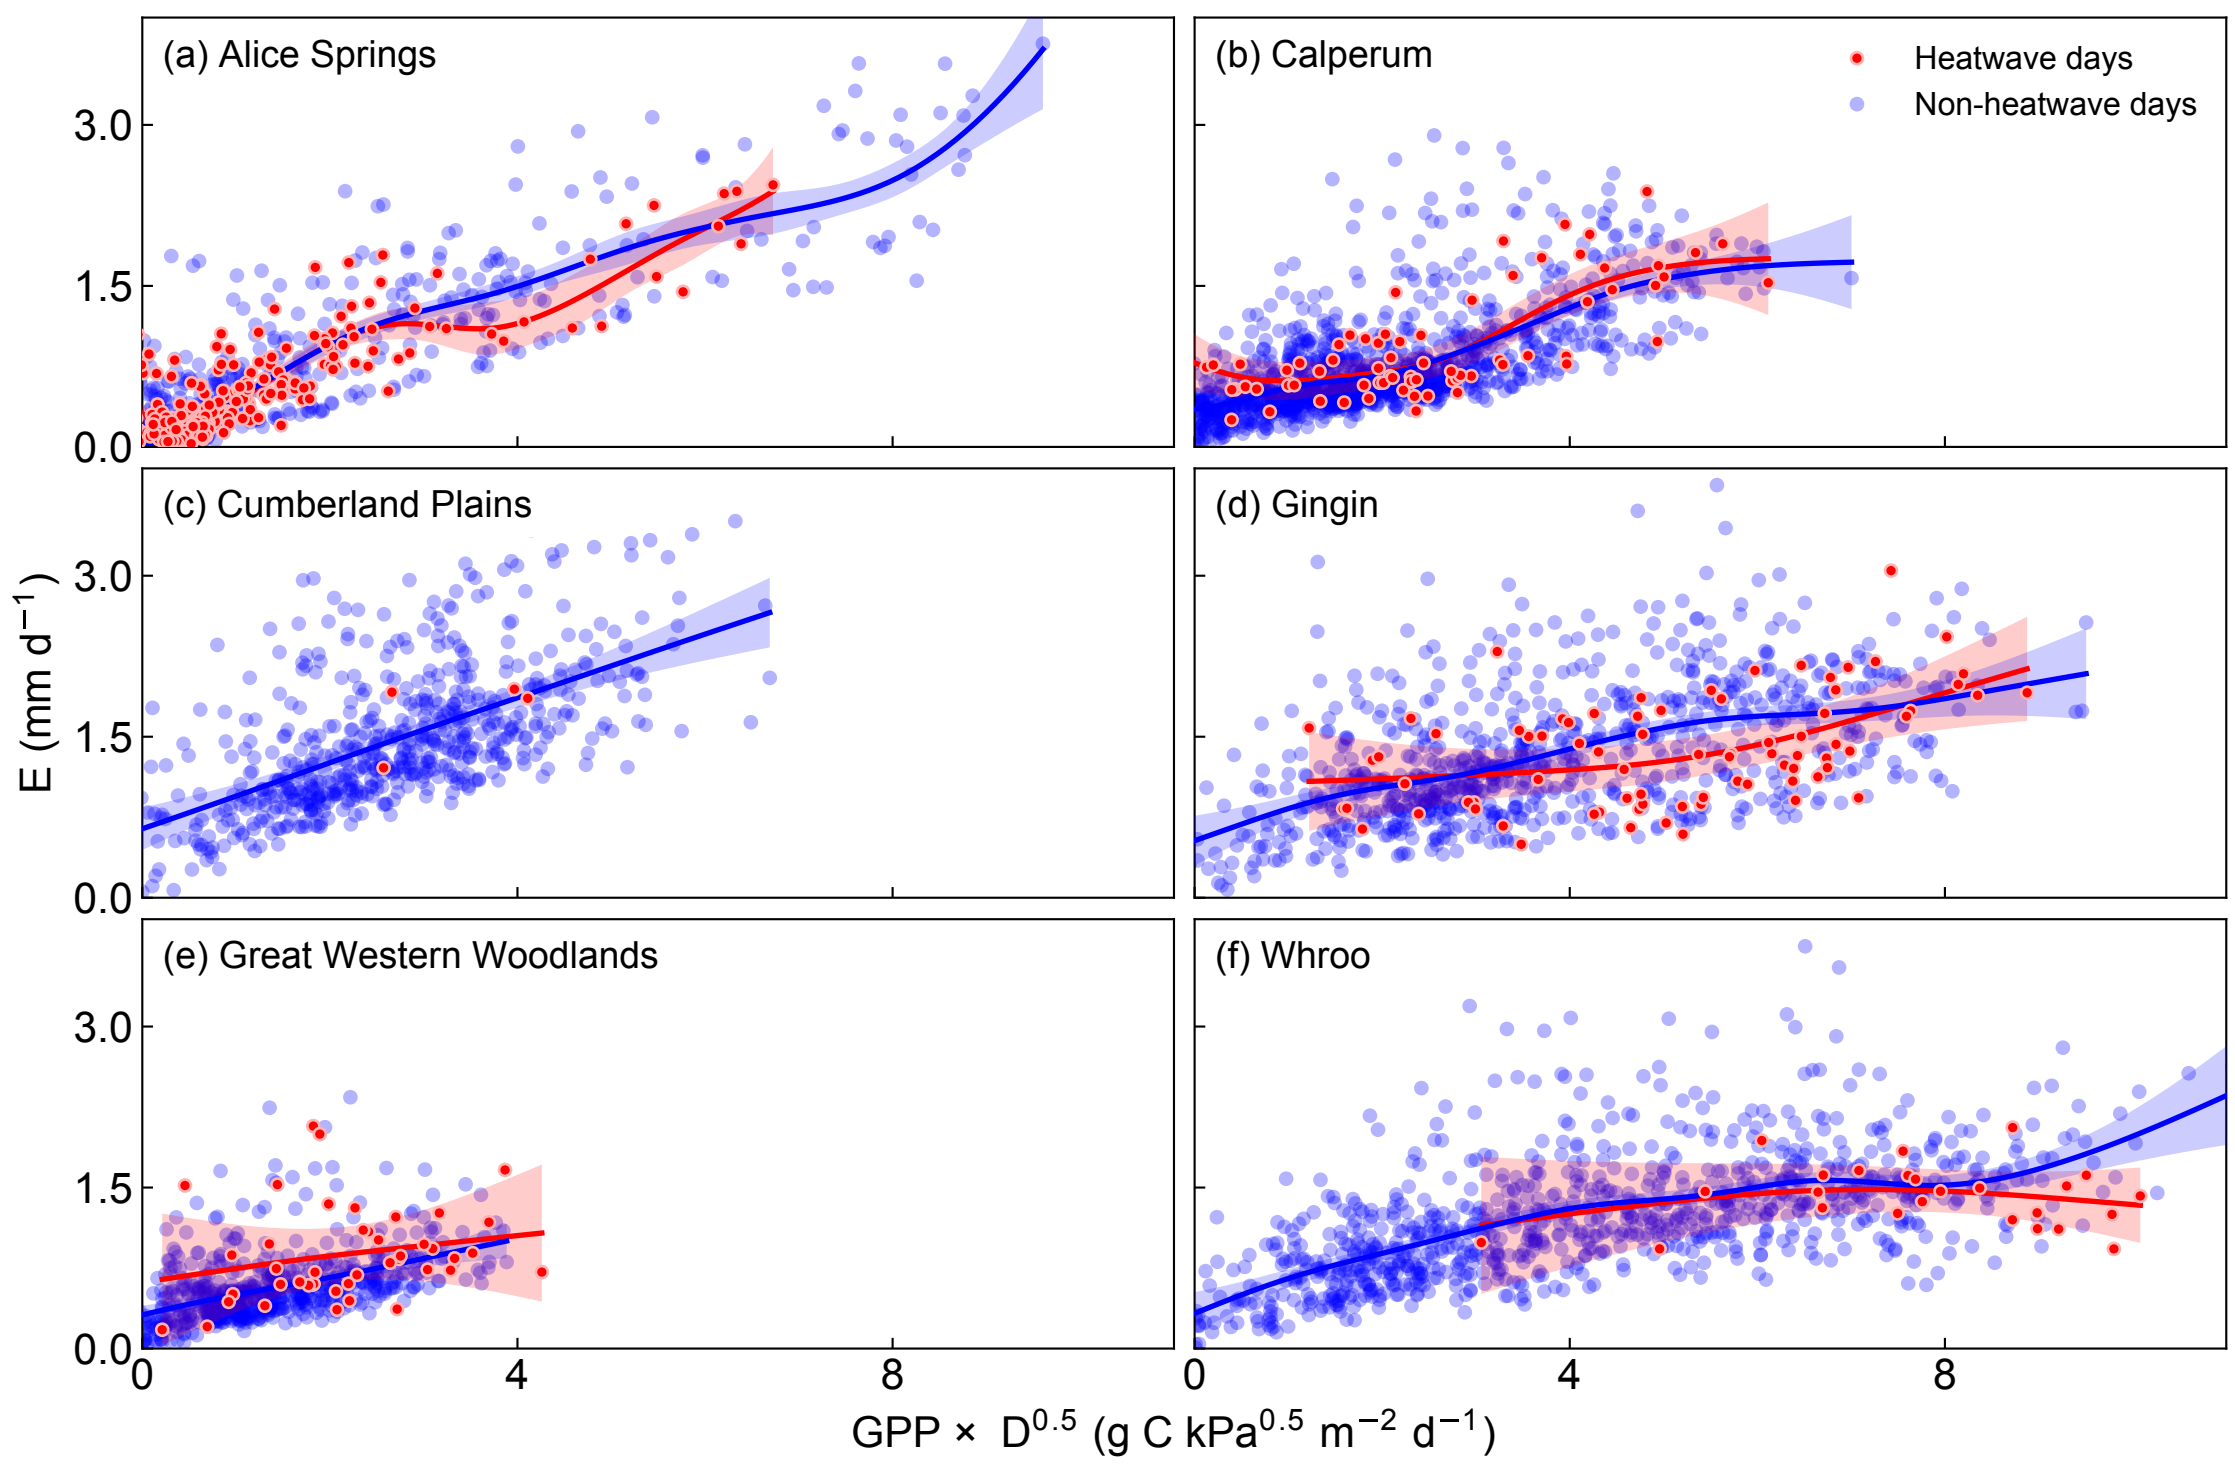 (a) Alice Springs
(b) Calperum
Heatwave days
Non-heatwave days
3.0
1.5
0.0
(c) Cumberland Plains
(d) Gingin
3.0
1.5
0.0
E (mm d⁻¹)
(e) Great Western Woodlands
(f) Whroo
3.0
1.5
0.0
0 4 8 0 4 8
GPP × D⁰·⁵ (g C kPa⁰·⁵ m⁻² d⁻¹)